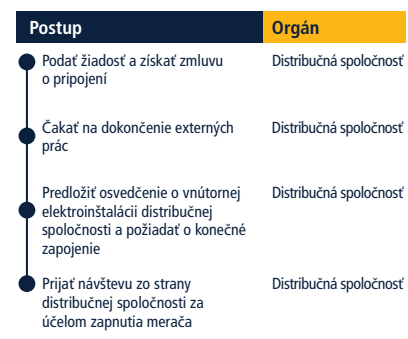 Postup Orgán
Podať žiadosť a získať zmluvu Distribučná spoločnosť
o pripojení
Čakať na dokončenie externých Distribučná spoločnosť
prác
Predložiť osvedčenie o vnútornej Distribučná spoločnosť
elektroinštalácii distribučnej
spoločnosti a požiadať o konečné
zapojenie
Prijať návštevu zo strany Distribučná spoločnosť
distribučnej spoločnosti za
účelom zapnutia merača